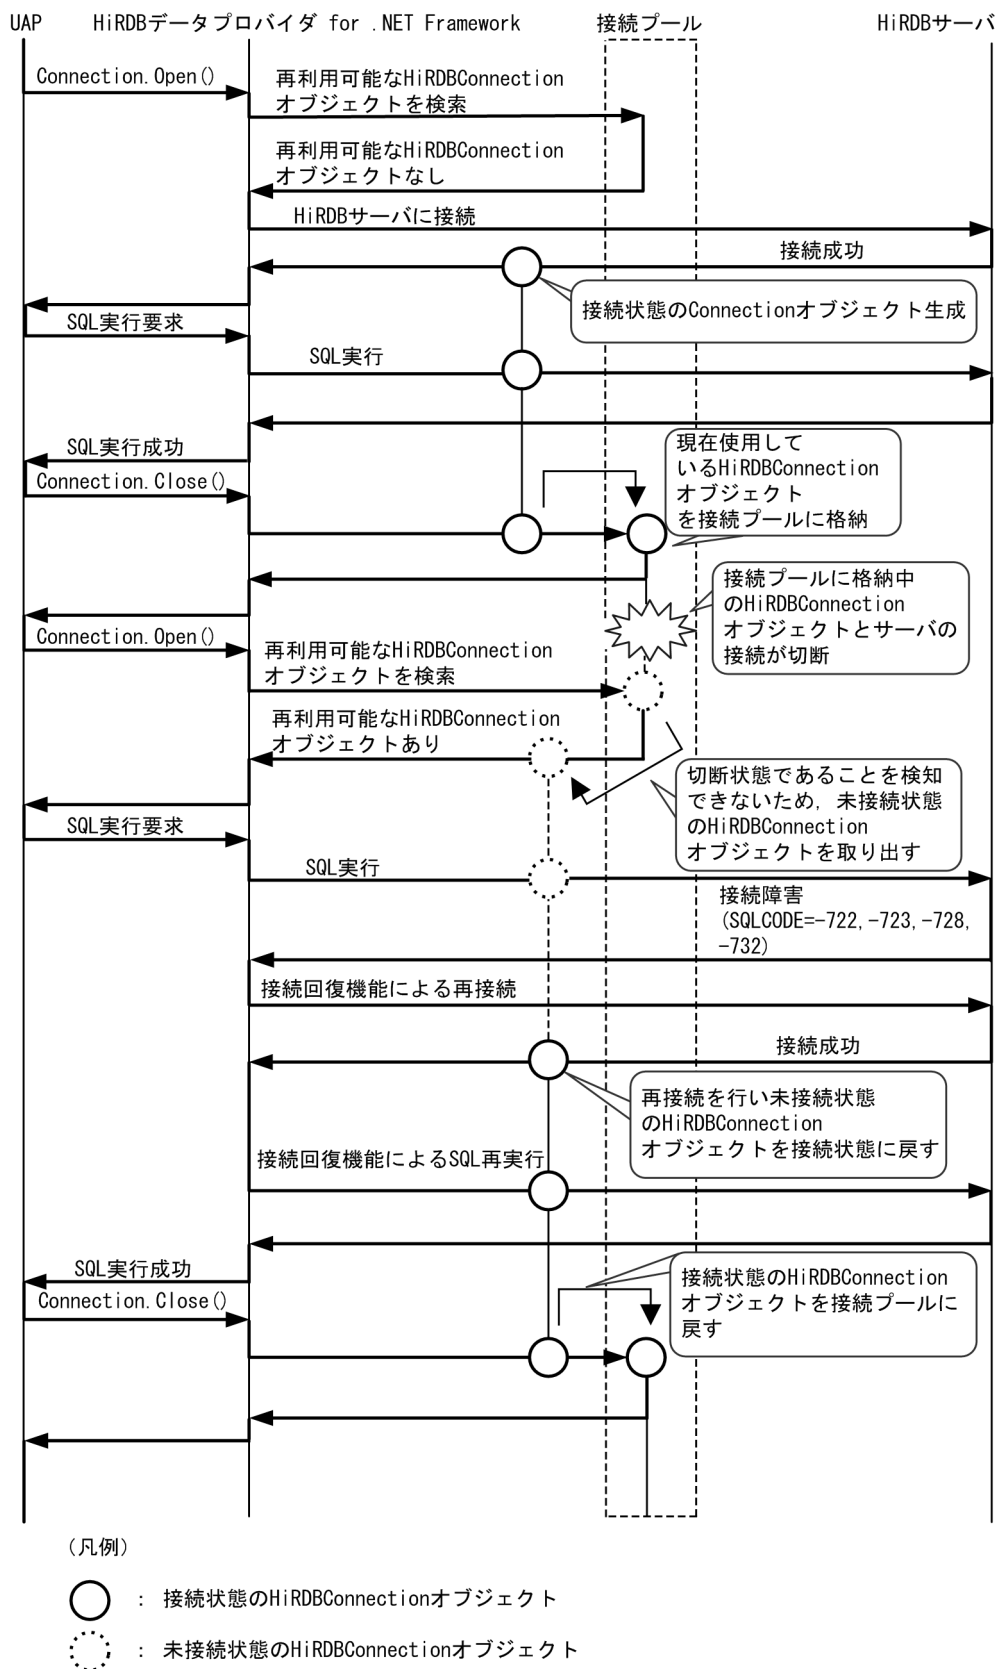 UAP HiRDBデータプロバイダ for .NET Framework 接続プール HiRDBサーバ
Connection.Open()
再利用可能なHiRDBConnection
オブジェクトを検索
再利用可能なHiRDBConnection
オブジェクトなし
HiRDBサーバに接続
接続成功
接続状態のConnectionオブジェクト生成
SQL実行要求
SQL実行
SQL実行成功
現在使用して
いるHiRDBConnection
オブジェクト
を接続プールに格納
Connection.Close()
接続プールに格納中
のHiRDBConnection
オブジェクトとサーバの
接続が切断
Connection.Open()
再利用可能なHiRDBConnection
オブジェクトを検索
再利用可能なHiRDBConnection
オブジェクトあり
切断状態であることを検知
できないため，未接続状態
のHiRDBConnection
オブジェクトを取り出す
SQL実行要求
SQL実行
接続障害
(SQLCODE=-722,-723,-728,
-732)
接続回復機能による再接続
接続成功
再接続を行い未接続状態
のHiRDBConnection
オブジェクトを接続状態に戻す
接続回復機能によるSQL再実行
SQL実行成功
接続状態のHiRDBConnection
オブジェクトを接続プールに
戻す
Connection.Close()
(凡例)
： 接続状態のHiRDBConnectionオブジェクト
： 未接続状態のHiRDBConnectionオブジェクト